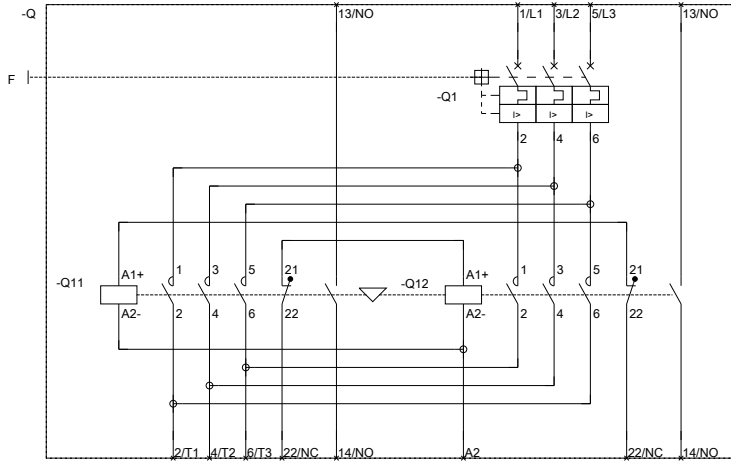 -Q 13/NO 1/L1 3/L2 5/L3 13/NO
F
-Q1
I> I> I>
2 4 6
1 3 5 21 1 3 5 21
-Q11 A1+ -Q12 A1+
A2- 2 4 6 22 A2- 2 4 6 22
2/T1 4/T2 6/T3 22/NC 14/NO A2 22/NC 14/NO